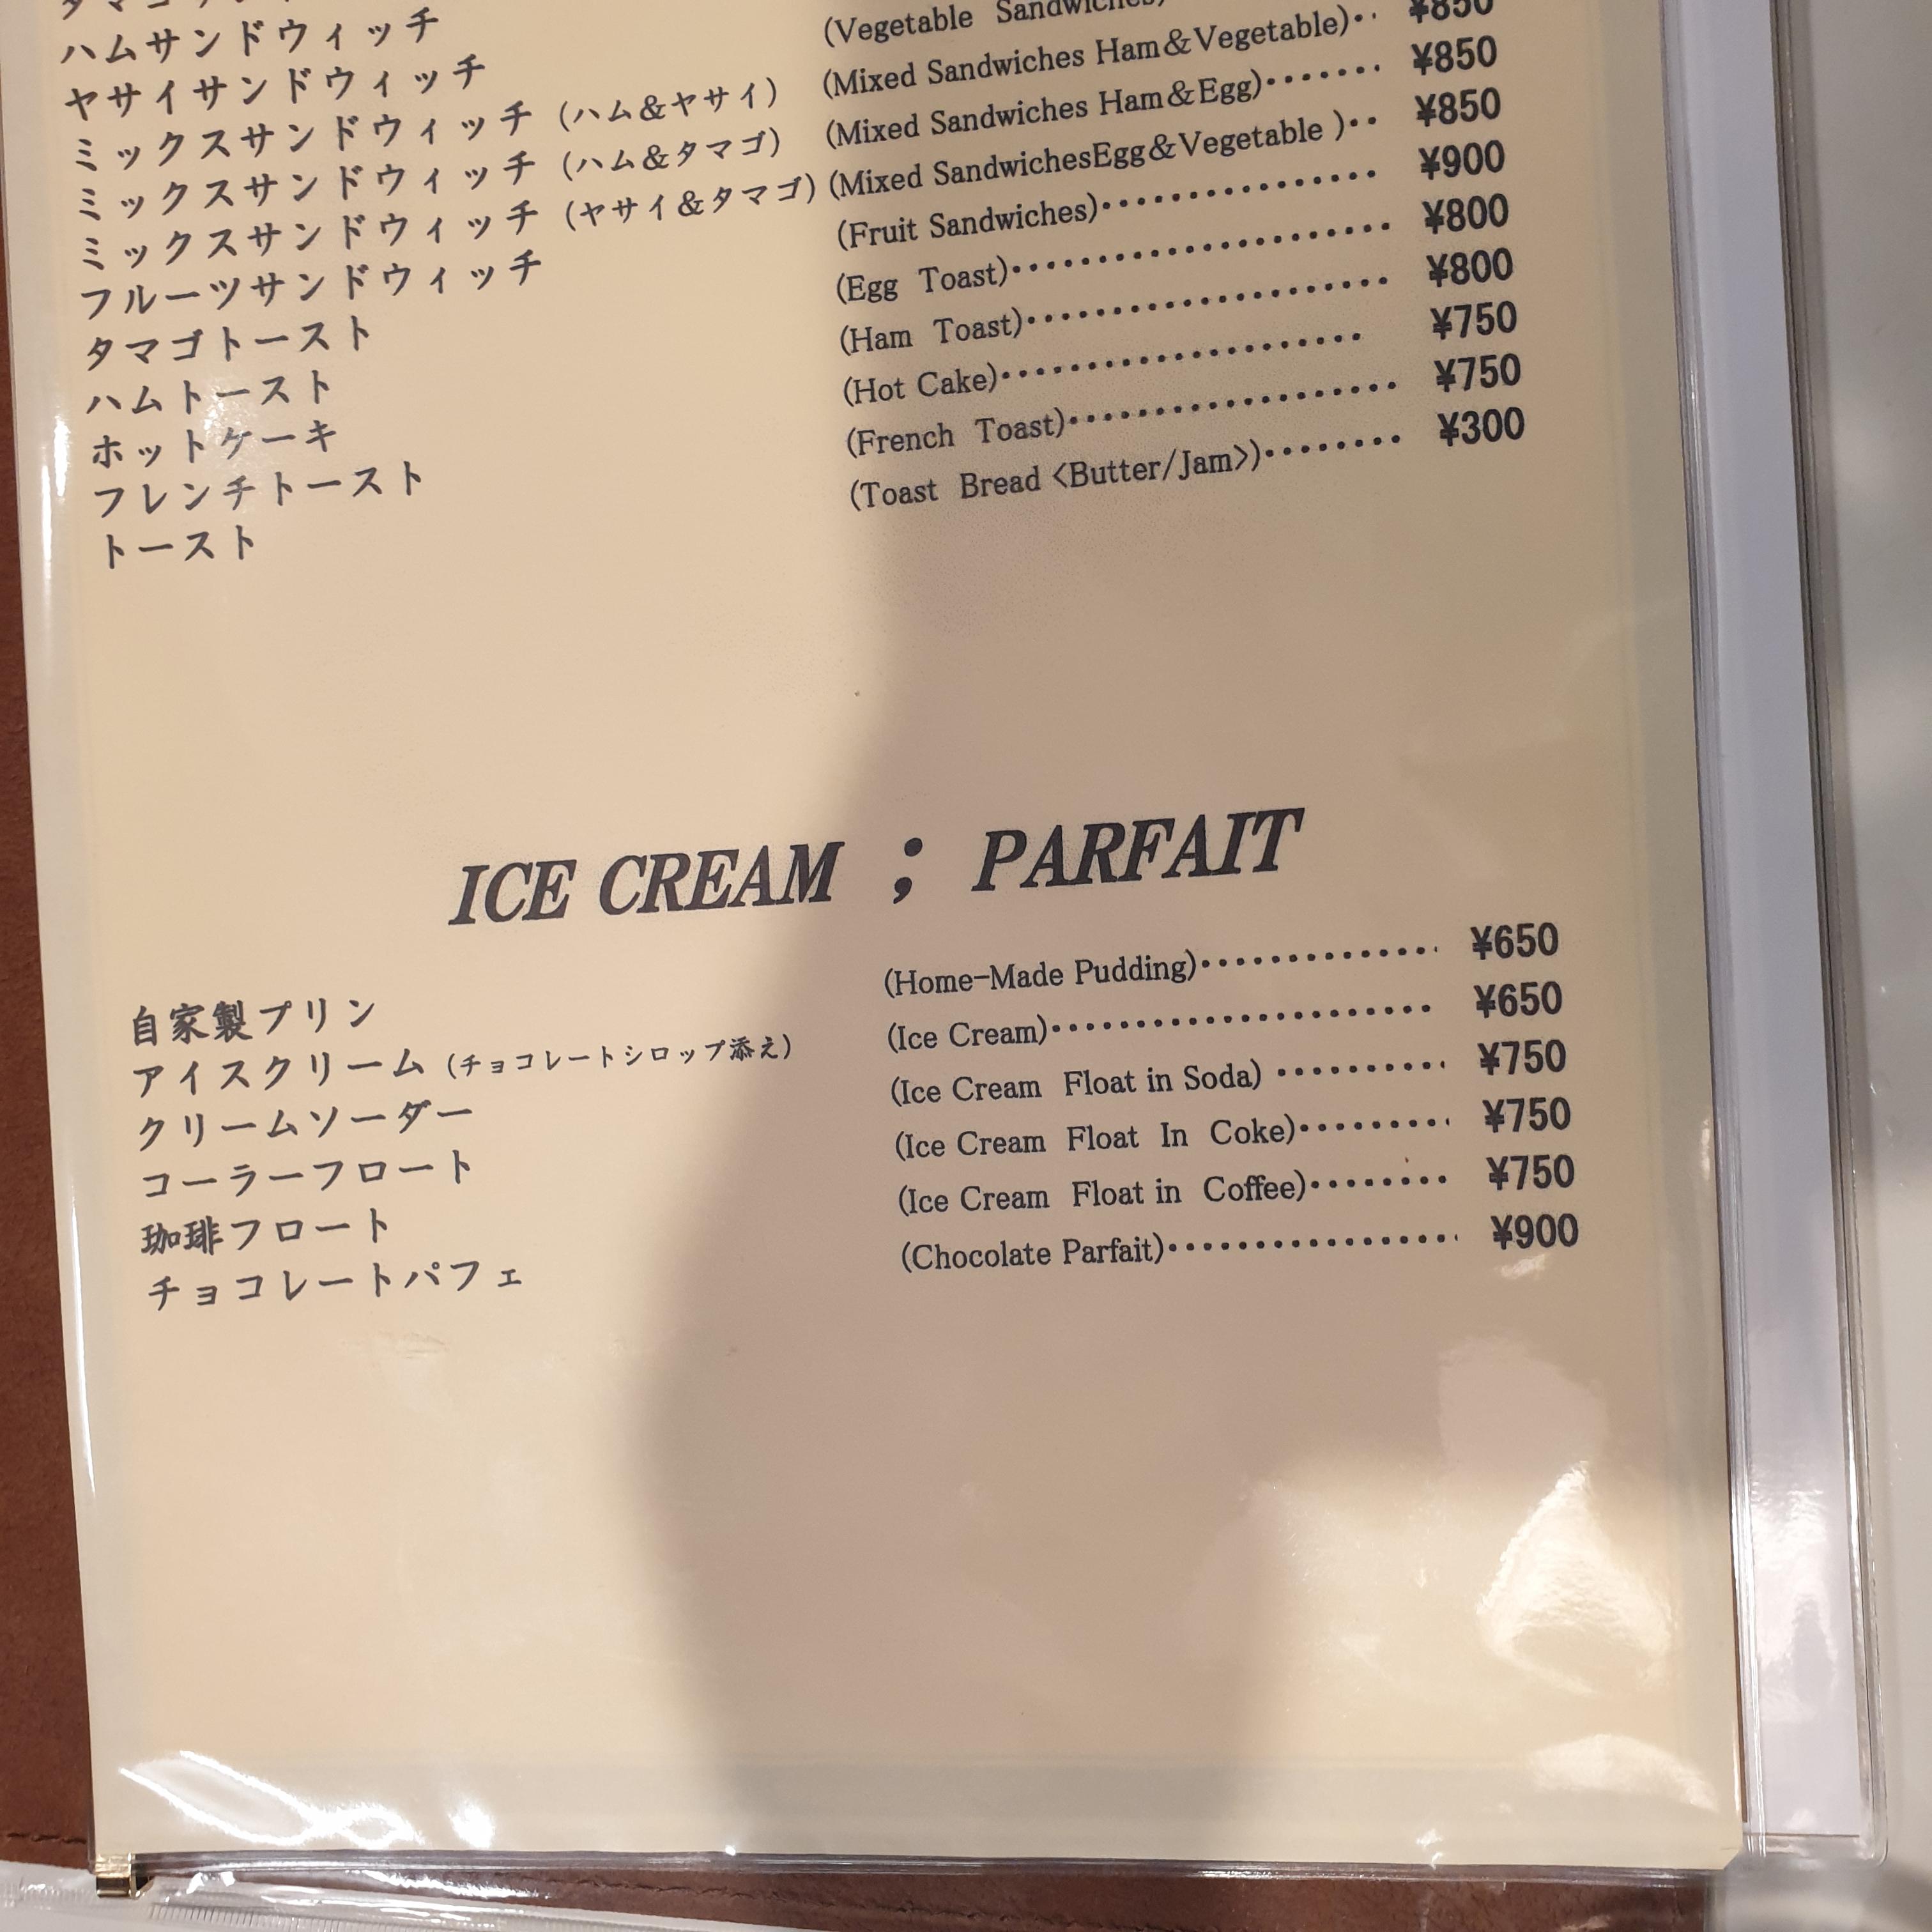 ハムサンドウィッチ
ヤサイサンドウィッチ (Vegetable Sandwiches)
ミックスサンドウィッチ (ハム&ヤサイ) (Mixed Sandwiches Ham&Vegetable)・・ ¥850
ミックスサンドウィッチ (ハム&タマゴ) (Mixed Sandwiches Ham&Egg)・・・・・・・ ¥850
ミックスサンドウィッチ (ヤサイ&タマゴ) (Mixed SandwichesEgg&Vegetable )・・ ¥850
フルーツサンドウィッチ (Fruit Sandwiches)・・・・・・・・・・・・・・・・ ¥900
タマゴトースト (Egg Toast)・・・・・・・・・・・・・・・・・・・・・・ ¥800
ハムトースト (Ham Toast)・・・・・・・・・・・・・・・・・・・・・ ¥800
ホットケーキ (Hot Cake)・・・・・・・・・・・・・・・・・・・・・ ¥750
フレンチトースト (French Toast)・・・・・・・・・・・・・・・・・・・ ¥750
トースト (Toast Bread <Butter/Jam>)・・・・・・・・ ¥300
ICE CREAM ; PARFAIT
自家製プリン (Home-Made Pudding)・・・・・・・・・・・・・・ ¥650
アイスクリーム (チョコレートシロップ添え) (Ice Cream)・・・・・・・・・・・・・・・・・・・・・・ ¥650
クリームソーダー (Ice Cream Float in Soda) ・・・・・・・・・・ ¥750
コーラーフロート (Ice Cream Float In Coke)・・・・・・・・・ ¥750
珈琲フロート (Ice Cream Float in Coffee)・・・・・・・・ ¥750
チョコレートパフェ (Chocolate Parfait)・・・・・・・・・・・・・・・・・ ¥900